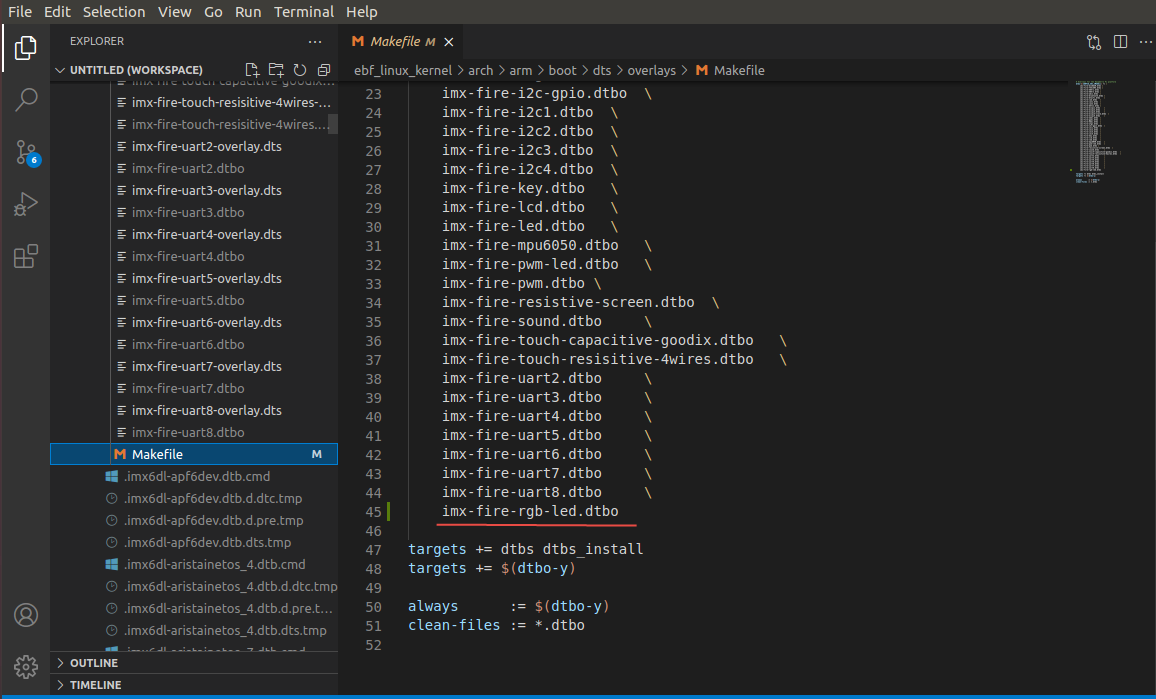 File Edit Selection View Go Run Terminal Help
EXPLORER
Makefile M
UNTITLED (WORKSPACE)
ebf_linux_kernel > arch > arm > boot > dts > overlays > Makefile
imx-fire-touch-resisitive-4wires-...
imx-fire-touch-resisitive-4wires....
imx-fire-uart2-overlay.dts
imx-fire-uart2.dtbo
imx-fire-uart3-overlay.dts
imx-fire-uart3.dtbo
imx-fire-uart4-overlay.dts
imx-fire-uart4.dtbo
imx-fire-uart5-overlay.dts
imx-fire-uart5.dtbo
imx-fire-uart6-overlay.dts
imx-fire-uart6.dtbo
imx-fire-uart7-overlay.dts
imx-fire-uart7.dtbo
imx-fire-uart8-overlay.dts
imx-fire-uart8.dtbo
Makefile M
.imx6dl-apf6dev.dtb.cmd
.imx6dl-apf6dev.dtb.d.dtc.tmp
.imx6dl-apf6dev.dtb.d.pre.tmp
.imx6dl-apf6dev.dtb.dts.tmp
.imx6dl-aristainetos_4.dtb.cmd
.imx6dl-aristainetos_4.dtb.d.dtc.tmp
.imx6dl-aristainetos_4.dtb.d.pre.t...
.imx6dl-aristainetos_4.dtb.dts.tmp
OUTLINE
TIMELINE
6
23 imx-fire-i2c-gpio.dtbo \
24 imx-fire-i2c1.dtbo \
25 imx-fire-i2c2.dtbo \
26 imx-fire-i2c3.dtbo \
27 imx-fire-i2c4.dtbo \
28 imx-fire-key.dtbo \
29 imx-fire-lcd.dtbo \
30 imx-fire-led.dtbo \
31 imx-fire-mpu6050.dtbo \
32 imx-fire-pwm-led.dtbo \
33 imx-fire-pwm.dtbo \
34 imx-fire-resistive-screen.dtbo \
35 imx-fire-sound.dtbo \
36 imx-fire-touch-capacitive-goodix.dtbo \
37 imx-fire-touch-resisitive-4wires.dtbo \
38 imx-fire-uart2.dtbo \
39 imx-fire-uart3.dtbo \
40 imx-fire-uart4.dtbo \
41 imx-fire-uart5.dtbo \
42 imx-fire-uart6.dtbo \
43 imx-fire-uart7.dtbo \
44 imx-fire-uart8.dtbo \
45 imx-fire-rgb-led.dtbo
46
47 targets += dtbs dtbs_install
48 targets += $(dtbo-y)
49
50 always := $(dtbo-y)
51 clean-files := *.dtbo
52